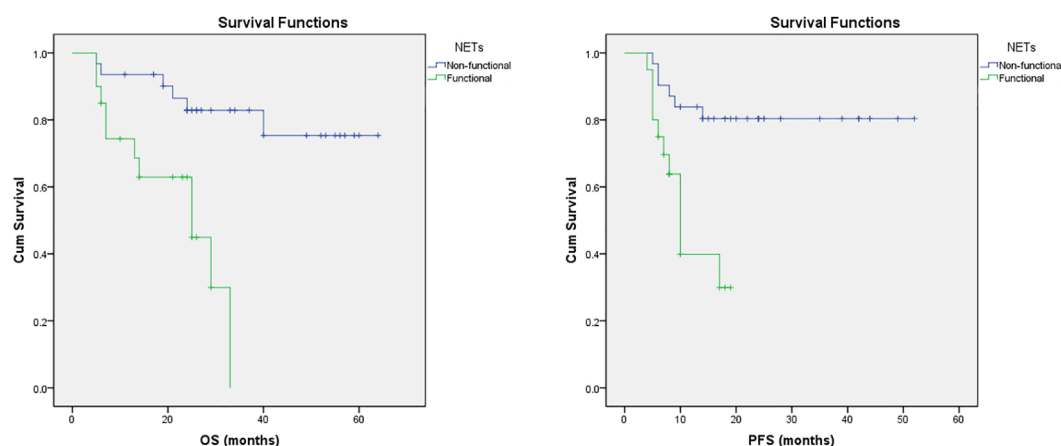 Survival Functions
NETs
Non-functional
Functional
1.0
0.8
0.6
0.4
0.2
0.0
Cum Survival
0 20 40 60
OS (months)
Survival Functions
NETs
Non-functiona
Functional
1.0
0.8
0.6
0.4
0.2
0.0
Cum Survival
0 10 20 30 40 50 60
PFS (months)